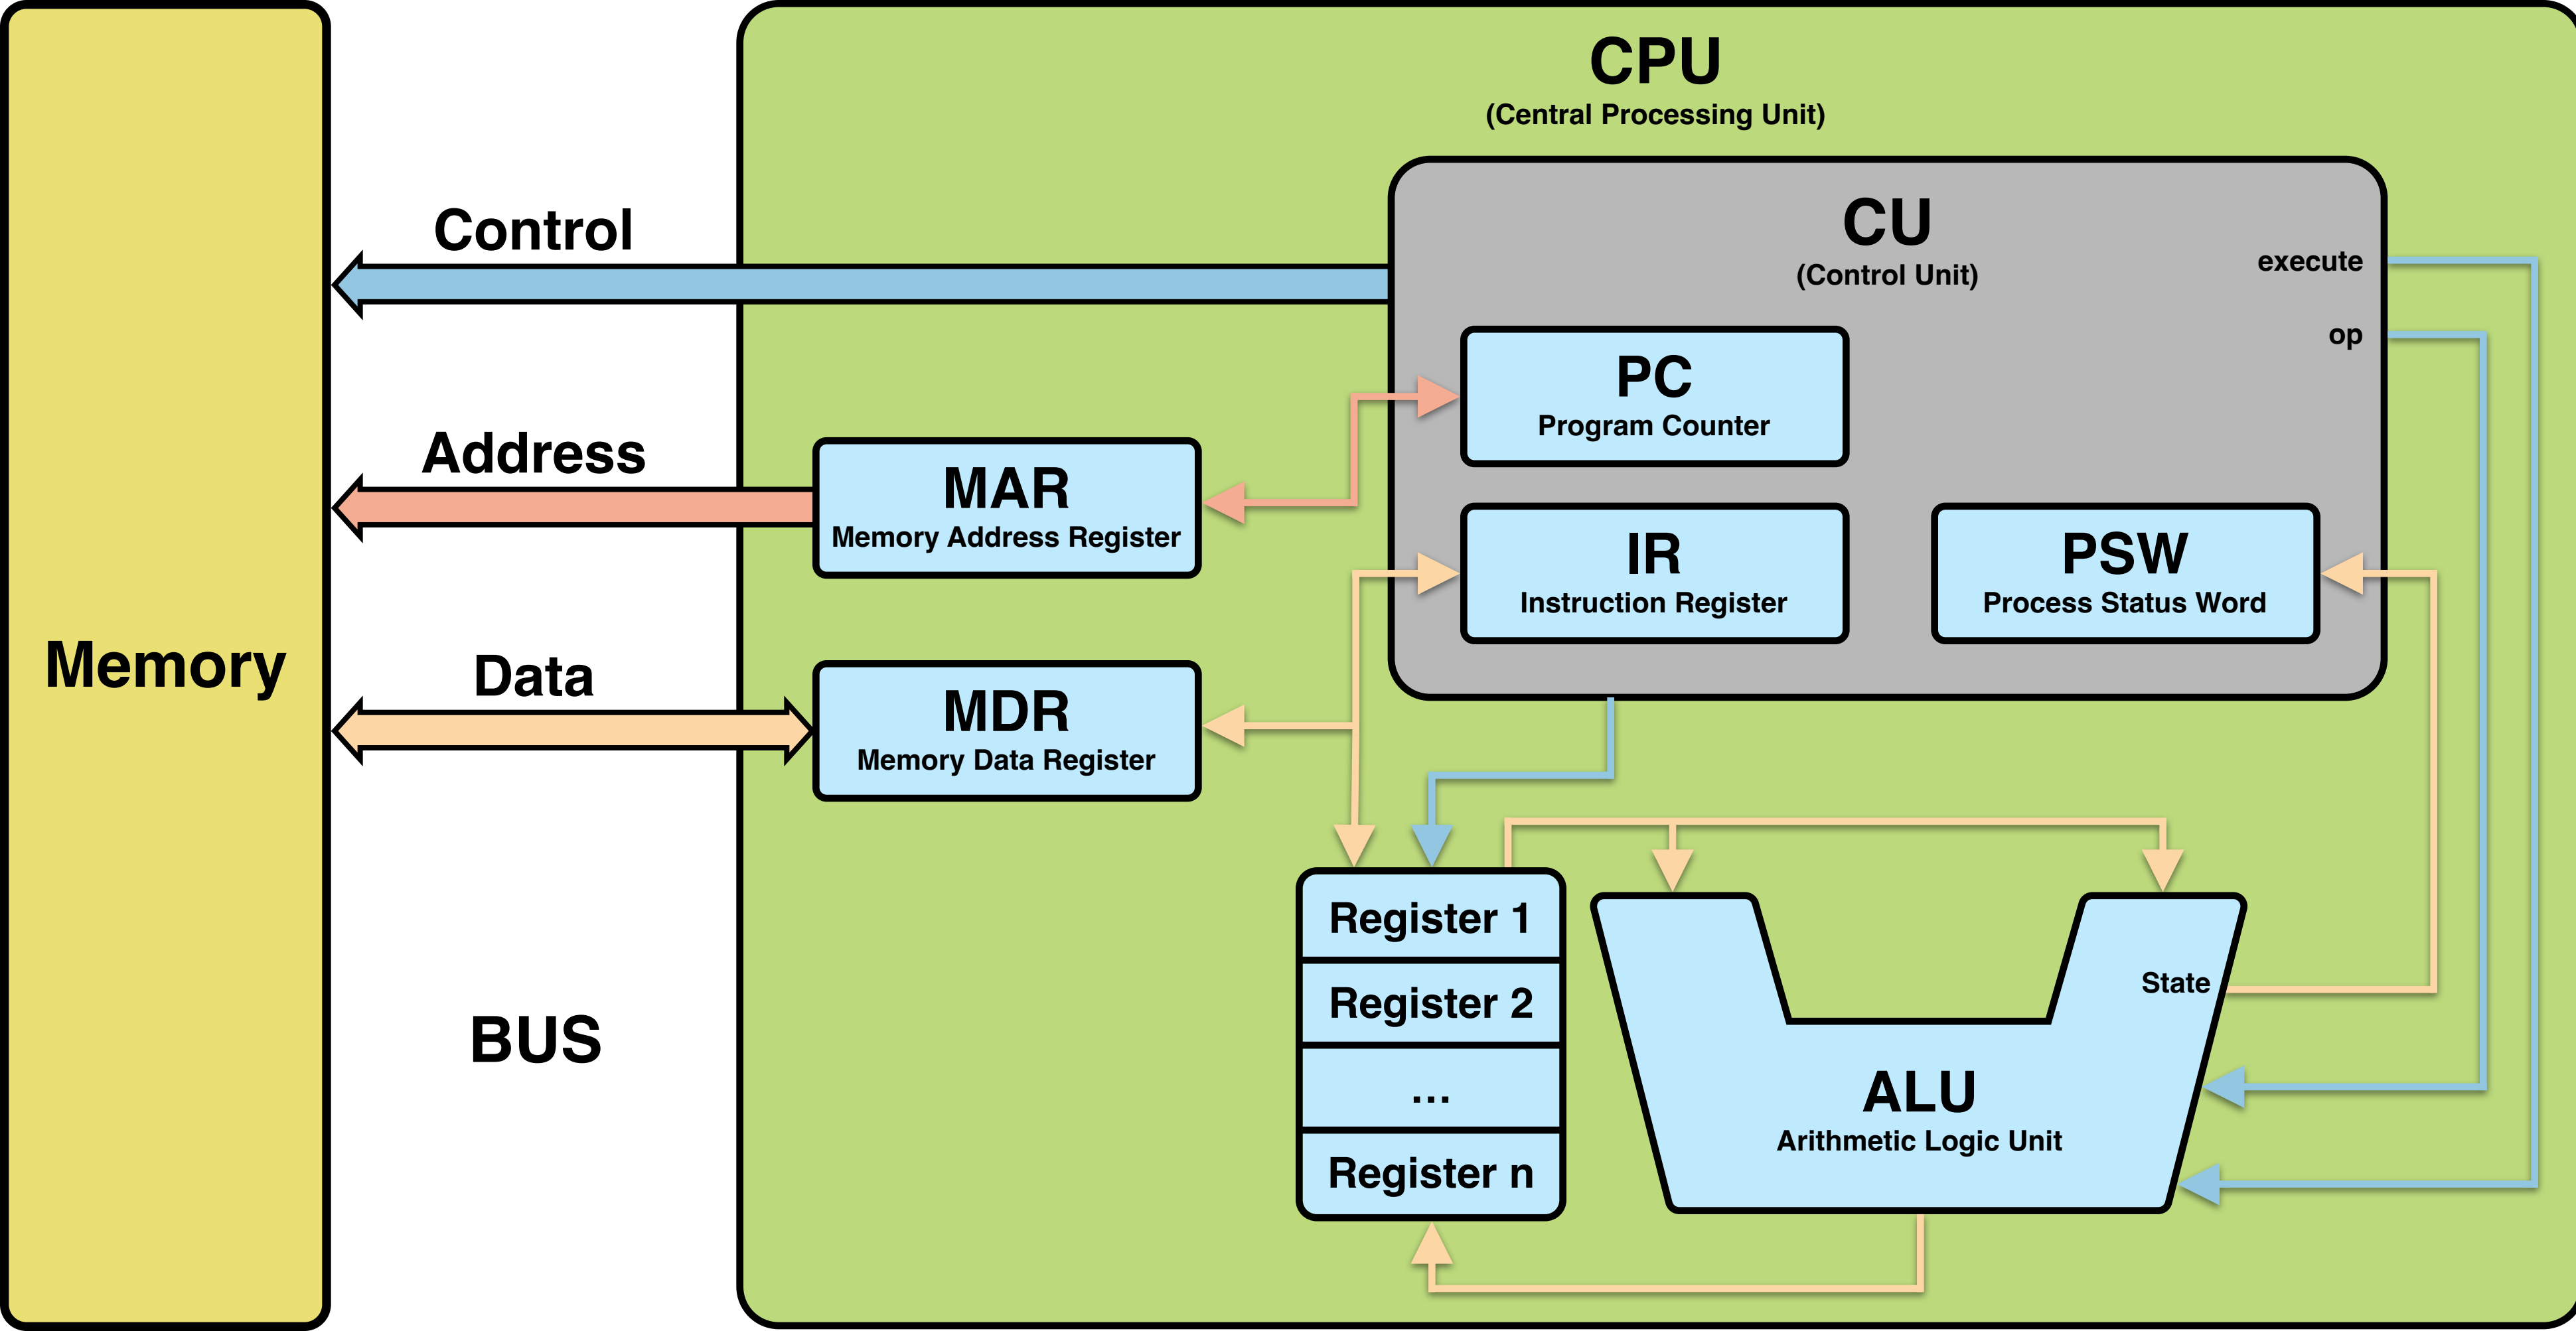 CPU
(Central Processing Unit)
CU
(Control Unit)
execute
op
Control
PC
Program Counter
Address
MAR
Memory Address Register
IR
Instruction Register
PSW
Process Status Word
Memory
Data
MDR
Memory Data Register
Register 1
Register 2
...
Register n
State
ALU
Arithmetic Logic Unit
BUS